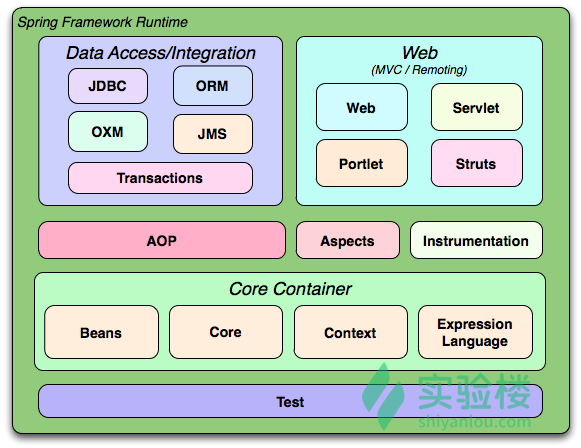 Spring Framework Runtime
Data Access/Integration
JDBC
ORM
OXM
JMS
Transactions
Web
(MVC / Remoting)
Web
Servlet
Portlet
Struts
AOP
Aspects
Instrumentation
Core Container
Beans
Core
Context
Expression
Language
Test
实验楼
shiyanlou.com